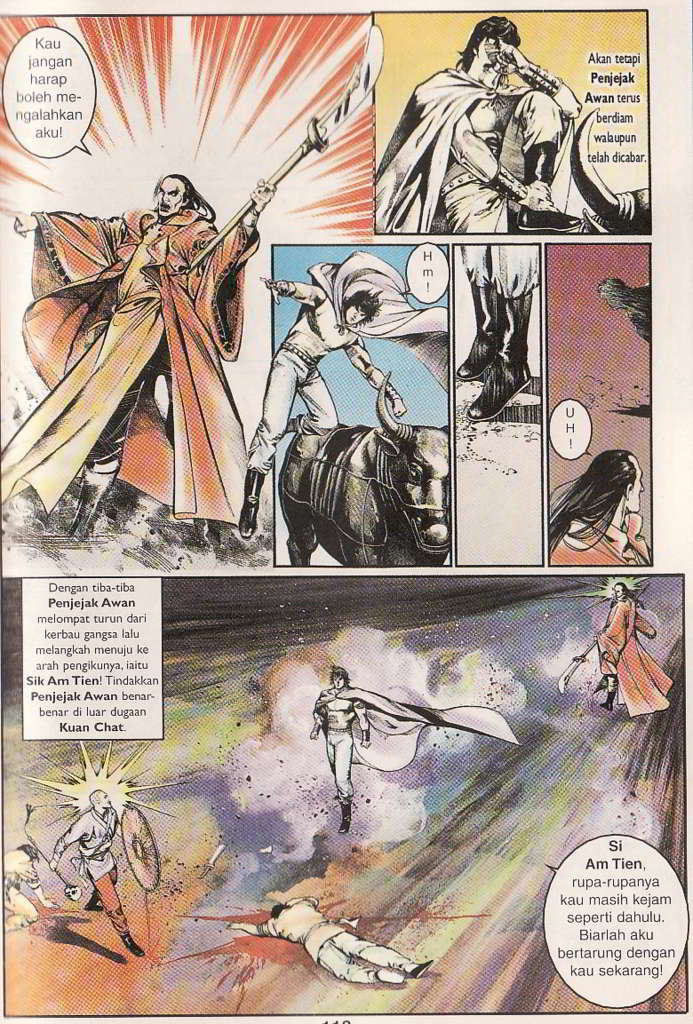 Kau
jangan
harap
boleh me-
ngalahkan
aku!
Akan tetapi
Penjejak
Awan terus
berdiam
walaupun
telah dicabar.
H
m
!
U
H
!
Dengan tiba-tiba
Penjejak Awan
melompat turun dari
kerbau gangsa lalu
melangkah menuju ke
arah pengikunya, iaitu
Sik Am Tien! Tindakkan
Penjejak Awan benar-
benar di luar dugaan
Kuan Chat.
Si
Am Tien,
rupa-rupanya
kau masih kejam
seperti dahulu.
Biarlah aku
bertarung dengan
kau sekarang!